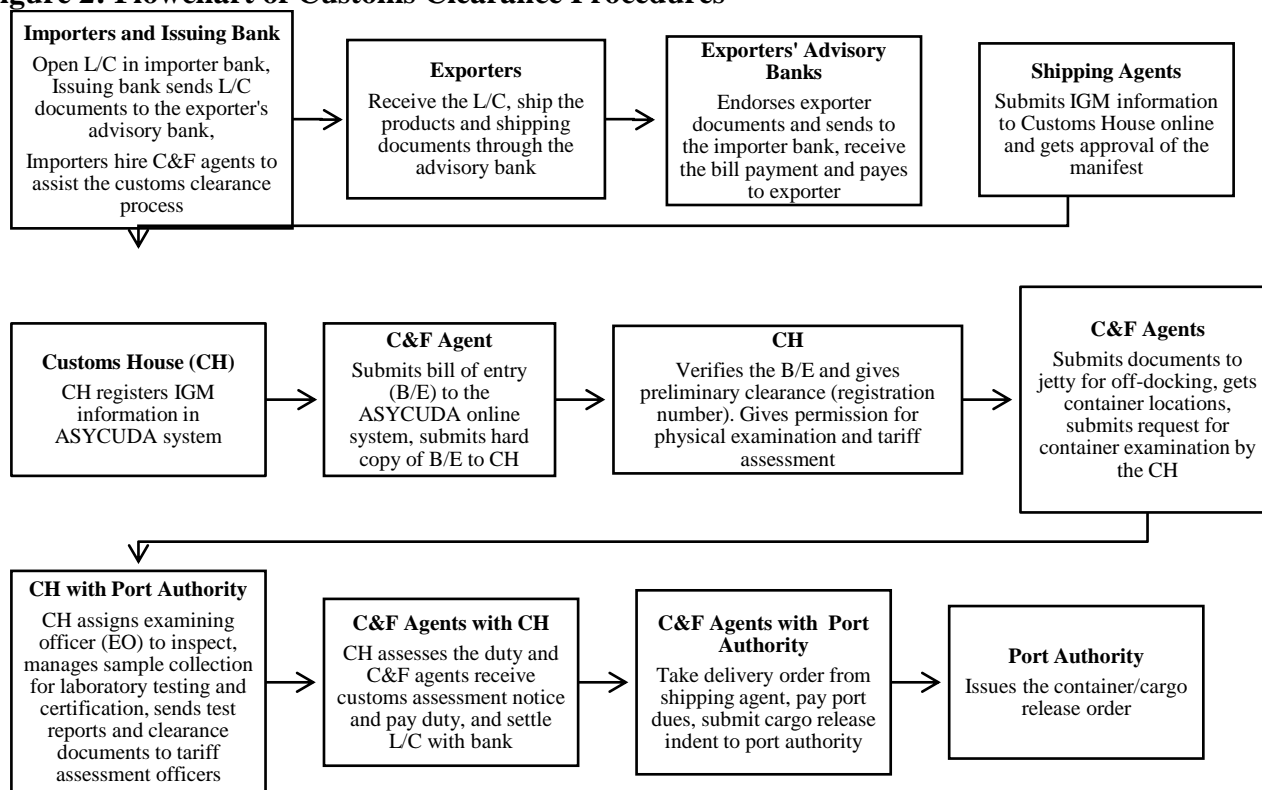 Figure 2: Flowchart of Customs Clearance Procedures
Importers and Issuing Bank
Open L/C in importer bank,
Issuing bank sends L/C
documents to the exporter's
advisory bank,
Importers hire C&F agents to
assist the customs clearance
process
Exporters
Receive the L/C, ship the
products and shipping
documents through the
advisory bank
Exporters' Advisory
Banks
Endorses exporter
documents and sends to
the importer bank, receive
the bill payment and payes
to exporter
Shipping Agents
Submits IGM information
to Customs House online
and gets approval of the
manifest
Customs House (CH)
CH registers IGM
information in
ASYCUDA system
C&F Agent
Submits bill of entry
(B/E) to the
ASYCUDA online
system, submits hard
copy of B/E to CH
CH
Verifies the B/E and gives
preliminary clearance (registration
number). Gives permission for
physical examination and tariff
assessment
C&F Agents
Submits documents to
jetty for off-docking, gets
container locations,
submits request for
container examination by
the CH
CH with Port Authority
CH assigns examining
officer (EO) to inspect,
manages sample collection
for laboratory testing and
certification, sends test
reports and clearance
documents to tariff
assessment officers
C&F Agents with CH
CH assesses the duty and
C&F agents receive
customs assessment notice
and pay duty, and settle
L/C with bank
C&F Agents with Port
Authority
Take delivery order from
shipping agent, pay port
dues, submit cargo release
indent to port authority
Port Authority
Issues the container/cargo
release order